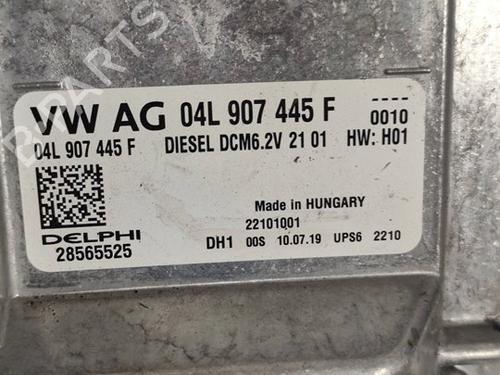 VW AG 04L 907 445 F 0010
04L 907 445 F DIESEL DCM6.2V 21 01 HW: H01
Made in HUNGARY
22101001
DELPHI
DH1 00S 10.07.19 UPS6 2210
28565525
B-PARTS